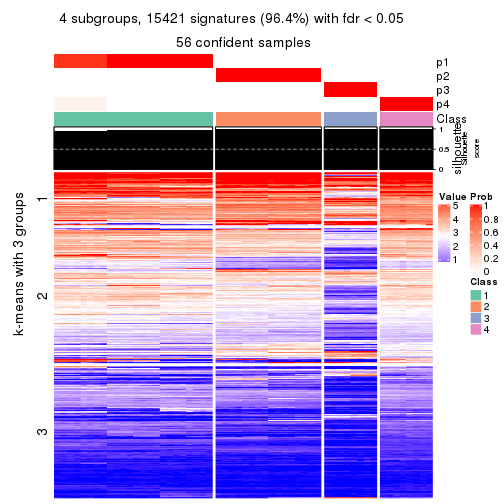 4 subgroups, 15421 signatures (96.4%) with fdr < 0.05
56 confident samples
p1
p2
p3
p4
Class
1
0.5
0
silhouette
Silhouette
score
k-means with 3 groups
1
2
3
Value
5
4
3
2
1
Prob
1
0.8
0.6
0.4
0.2
0
Class
1
2
3
4